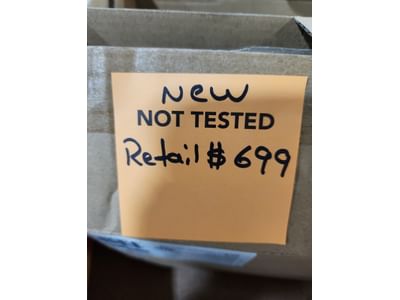 New
NOT TESTED
Retail $ 699